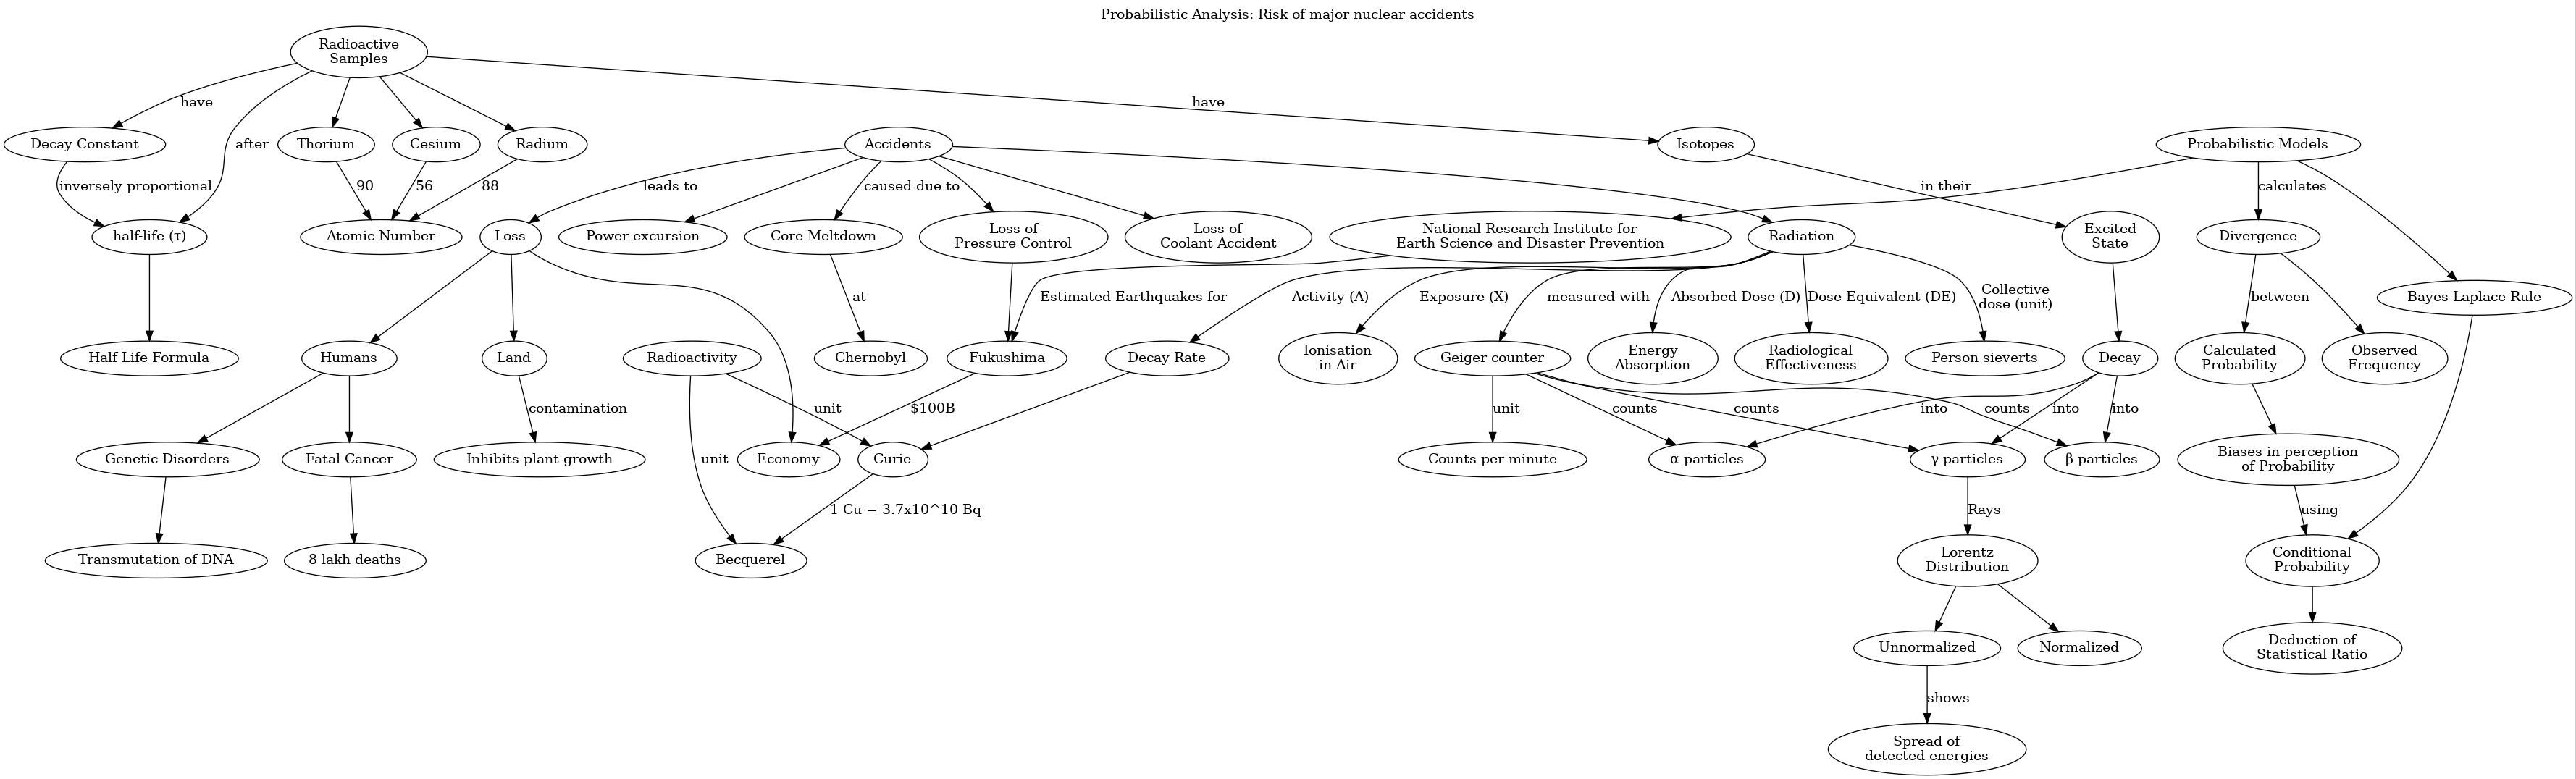 Probabilistic Analysis: Risk of major nuclear accidents
Radioactive
Samples
have
have
Decay Constant
after
Thorium
Cesium
Radium
Accidents
Isotopes
Probabilistic Models
inversely proportional
90
56
88
leads to
caused due to
in their
calculates
half-life (τ)
Atomic Number
Loss
Power excursion
Core Meltdown
Loss of
Pressure Control
Loss of
Coolant Accident
National Research Institute for
Earth Science and Disaster Prevention
Radiation
Excited
State
Divergence
at
Estimated Earthquakes for
Activity (A)
Exposure (X)
measured with
Absorbed Dose (D)
Dose Equivalent (DE)
Collective
dose (unit)
between
Bayes Laplace Rule
Half Life Formula
Humans
Land
Radioactivity
Chernobyl
Fukushima
Decay Rate
Ionisation
in Air
Geiger counter
Energy
Absorption
Radiological
Effectiveness
Person sieverts
Decay
Calculated
Probability
Observed
Frequency
contamination
unit
$100B
unit
counts
counts
into
counts
into
into
Genetic Disorders
Fatal Cancer
Inhibits plant growth
unit
Economy
Curie
Counts per minute
α particles
γ particles
β particles
Biases in perception
of Probability
1 Cu = 3.7x10^10 Bq
Rays
using
Transmutation of DNA
8 lakh deaths
Becquerel
Lorentz
Distribution
Conditional
Probability
Unnormalized
Normalized
Deduction of
Statistical Ratio
shows
Spread of
detected energies